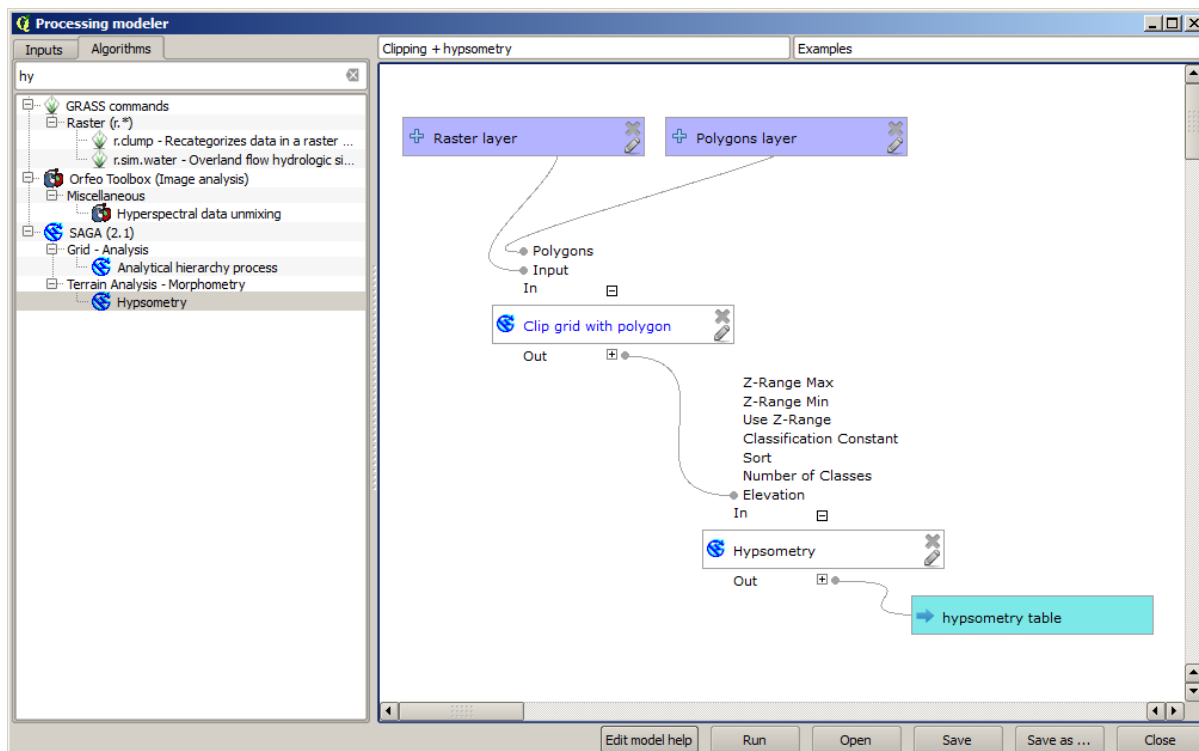 Processing modeler
Inputs
Algorithms
Clipping + hypsometry
Examples
hy
GRASS commands
Raster (r.*)
r.clump - Recategorizes data in a raster ...
r.sim.water - Overland flow hydrologic si...
Orfeo Toolbox (Image analysis)
Miscellaneous
Hyperspectral data unmixing
SAGA (2.1)
Grid - Analysis
Analytical hierarchy process
Terrain Analysis - Morphometry
Hypsometry
Raster layer
Polygons layer
Polygons
Input
In
Clip grid with polygon
Out
Z-Range Max
Z-Range Min
Use Z-Range
Classification Constant
Sort
Number of Classes
Elevation
In
Hypsometry
Out
hypsometry table
Edit model help
Run
Open
Save
Save as ...
Close